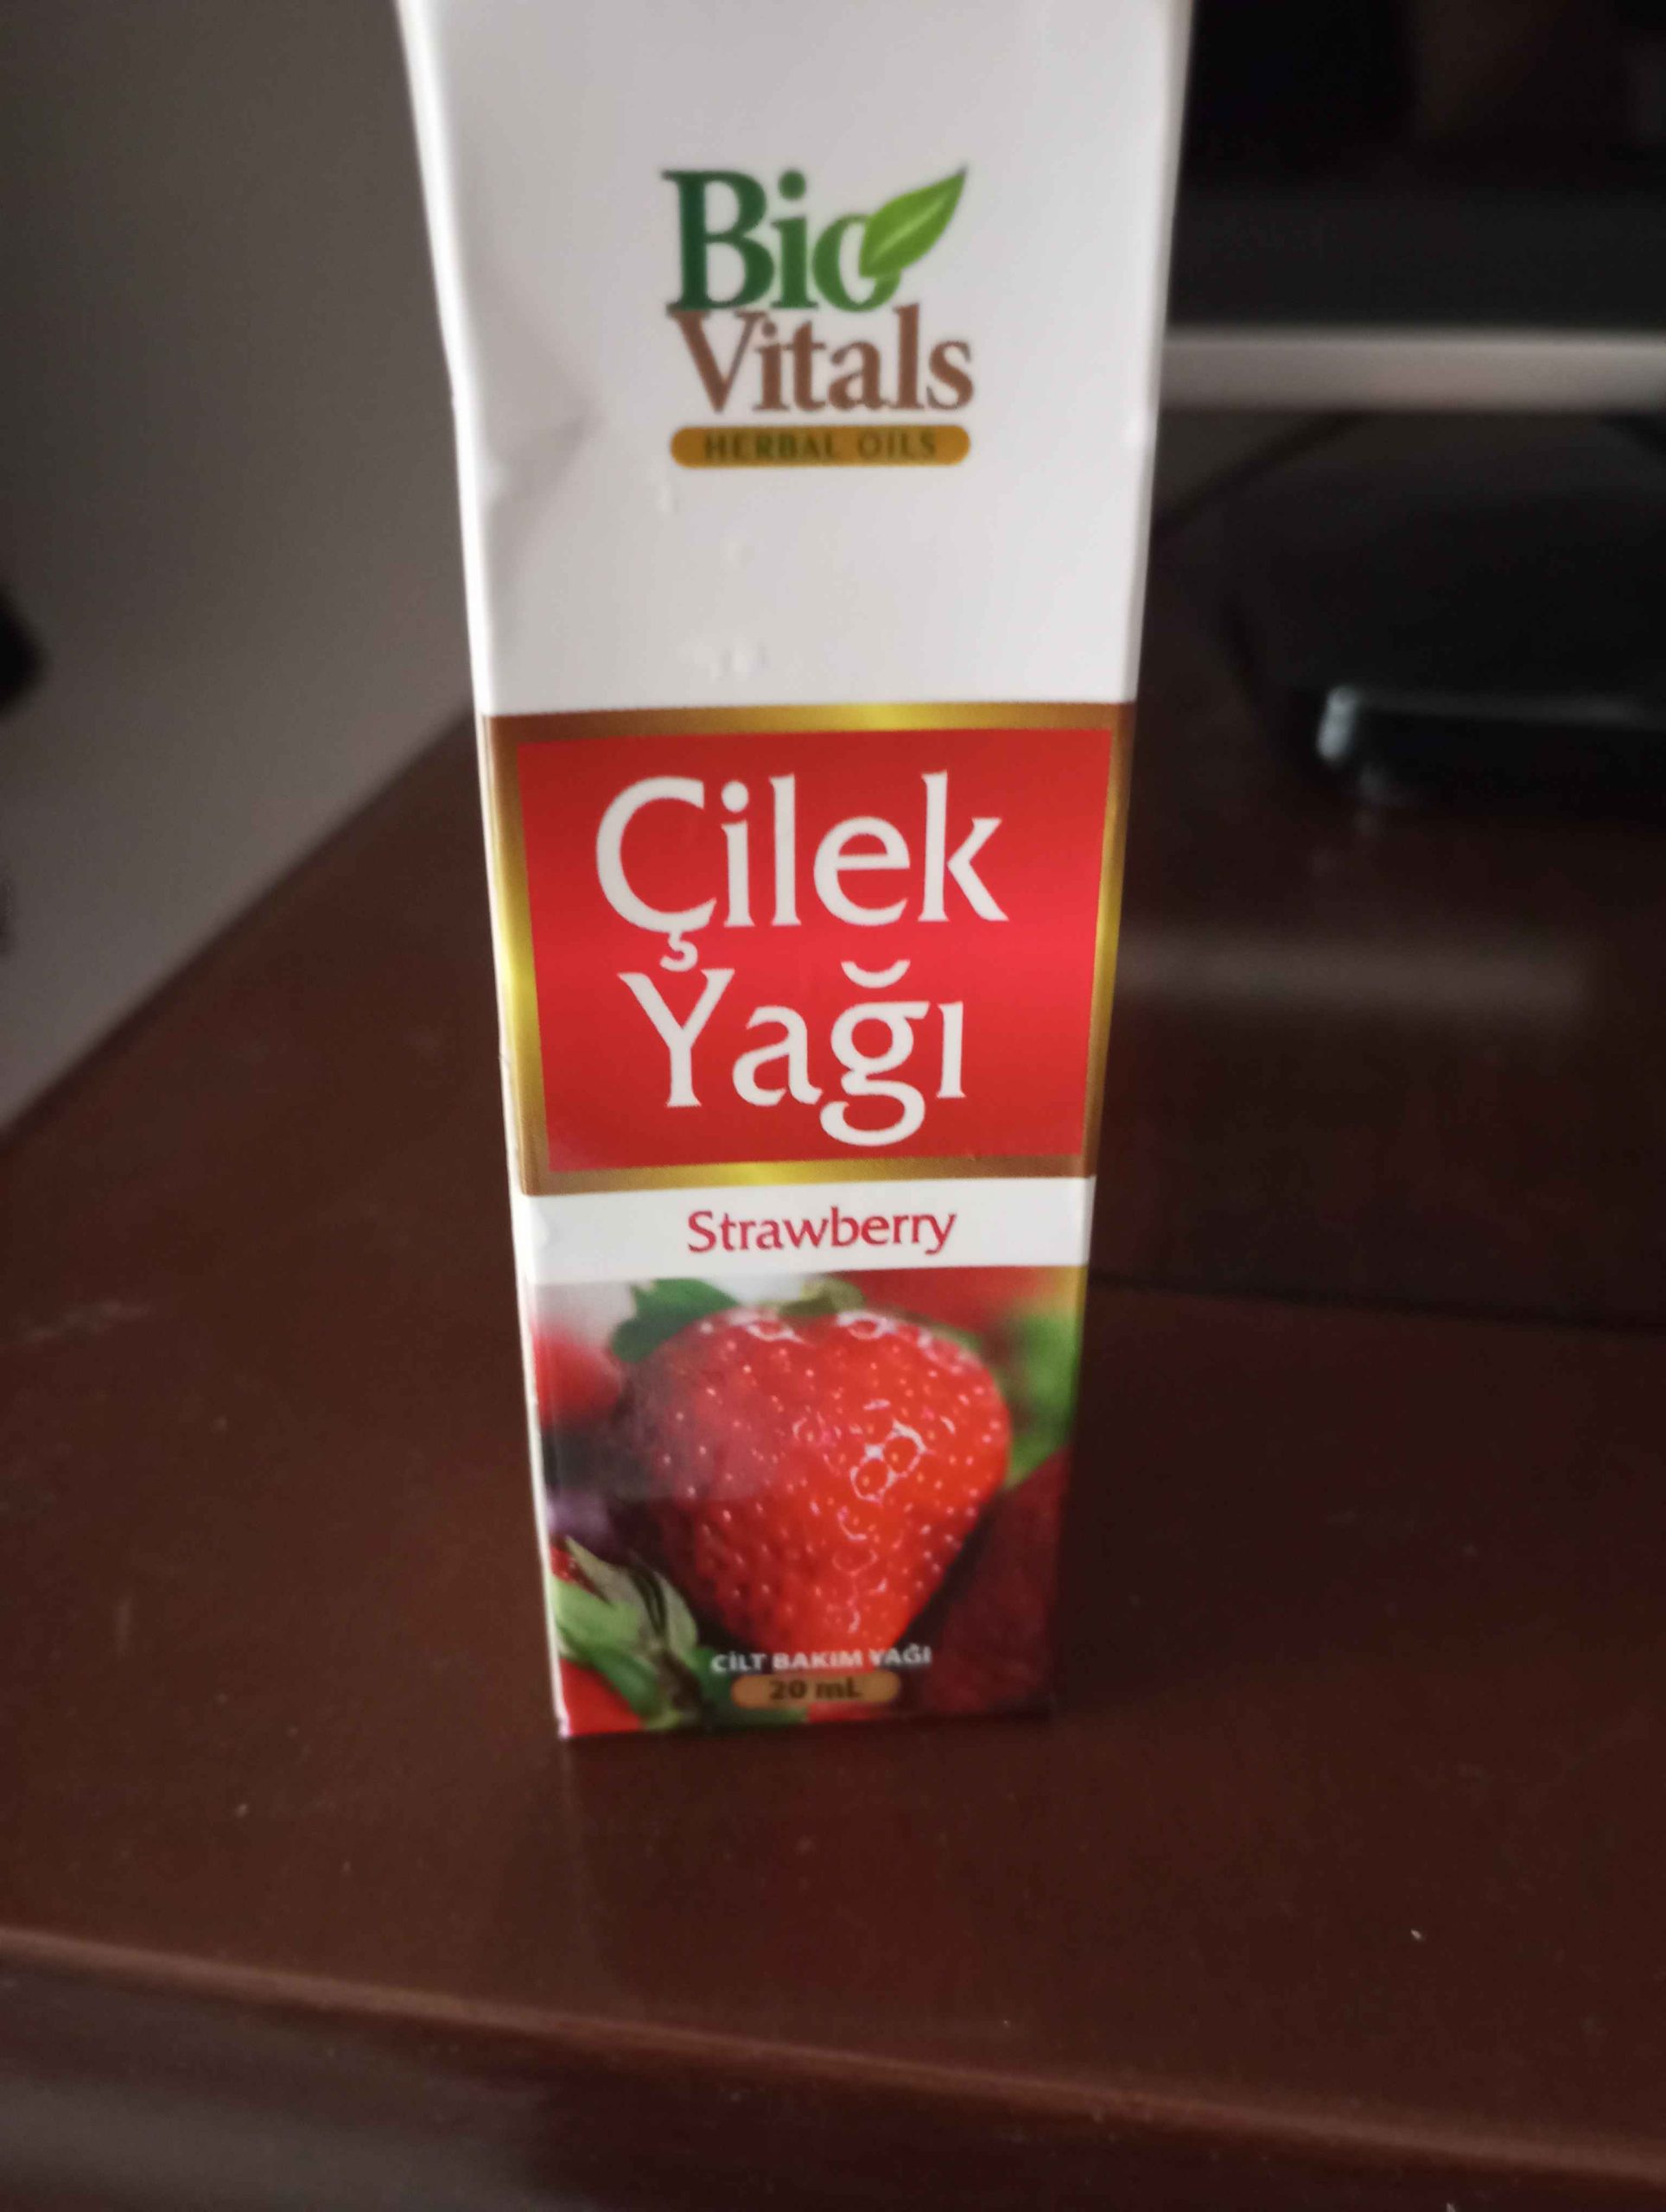 Bio
Vitals
HERBAL OILS
Çilek
Yağı
Strawberry
CİLT BAKIM YAĞI
20 mL